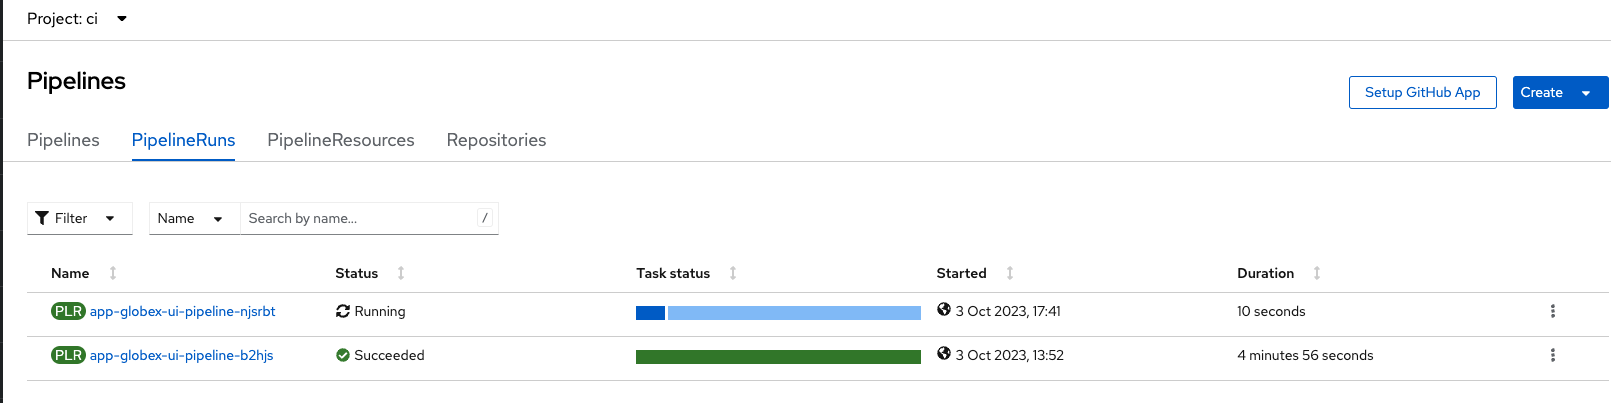 Project: ci
Pipelines
Setup GitHub App
Create
Pipelines PipelineRuns PipelineResources Repositories
Filter Name Search by name... /
Name Status Task status Started Duration
PLR app-globex-ui-pipeline-njsrbt Running 3 Oct 2023, 17:41 10 seconds
PLR app-globex-ui-pipeline-b2hjs Succeeded 3 Oct 2023, 13:52 4 minutes 56 seconds